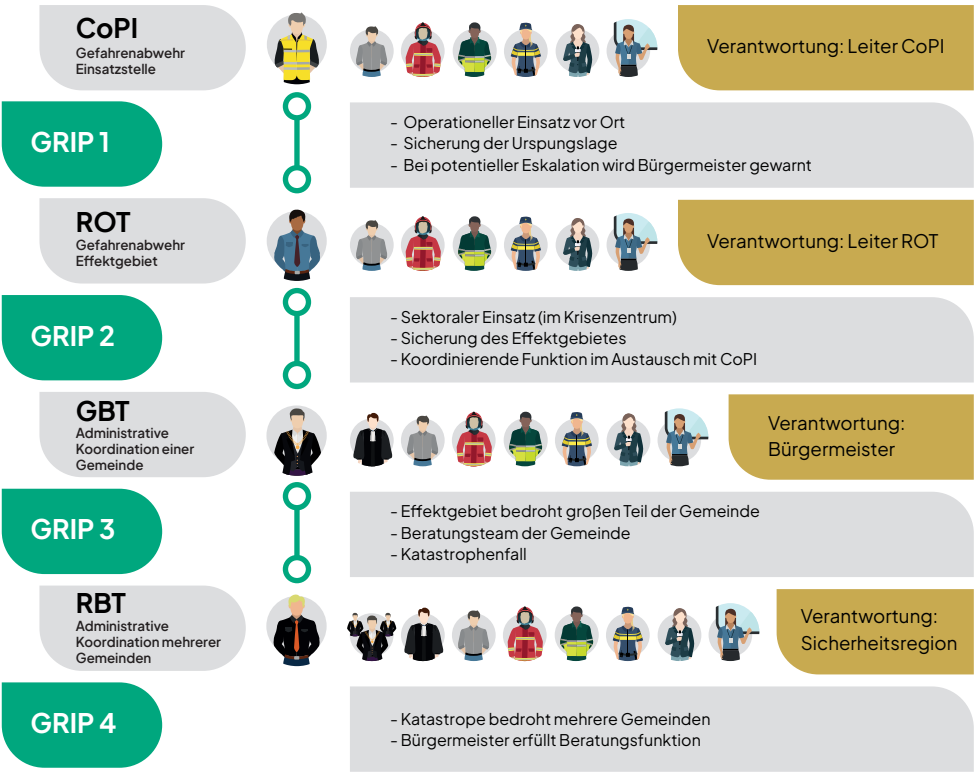 CoPI
Gefahrenabwehr
Einsatzstelle
Verantwortung: Leiter CoPI
GRIP 1
- Operationeller Einsatz vor Ort
- Sicherung der Urspungslage
- Bei potentieller Eskalation wird Bürgermeister gewarnt
ROT
Gefahrenabwehr
Effektgebiet
Verantwortung: Leiter ROT
GRIP 2
- Sektoraler Einsatz (im Krisenzentrum)
- Sicherung des Effektgebietes
- Koordinierende Funktion im Austausch mit CoPI
GBT
Administrative
Koordination einer
Gemeinde
Verantwortung:
Bürgermeister
GRIP 3
- Effektgebiet bedroht großen Teil der Gemeinde
- Beratungsteam der Gemeinde
- Katastrophenfall
RBT
Administrative
Koordination mehrerer
Gemeinden
Verantwortung:
Sicherheitsregion
GRIP 4
- Katastrope bedroht mehrere Gemeinden
- Bürgermeister erfüllt Beratungsfunktion